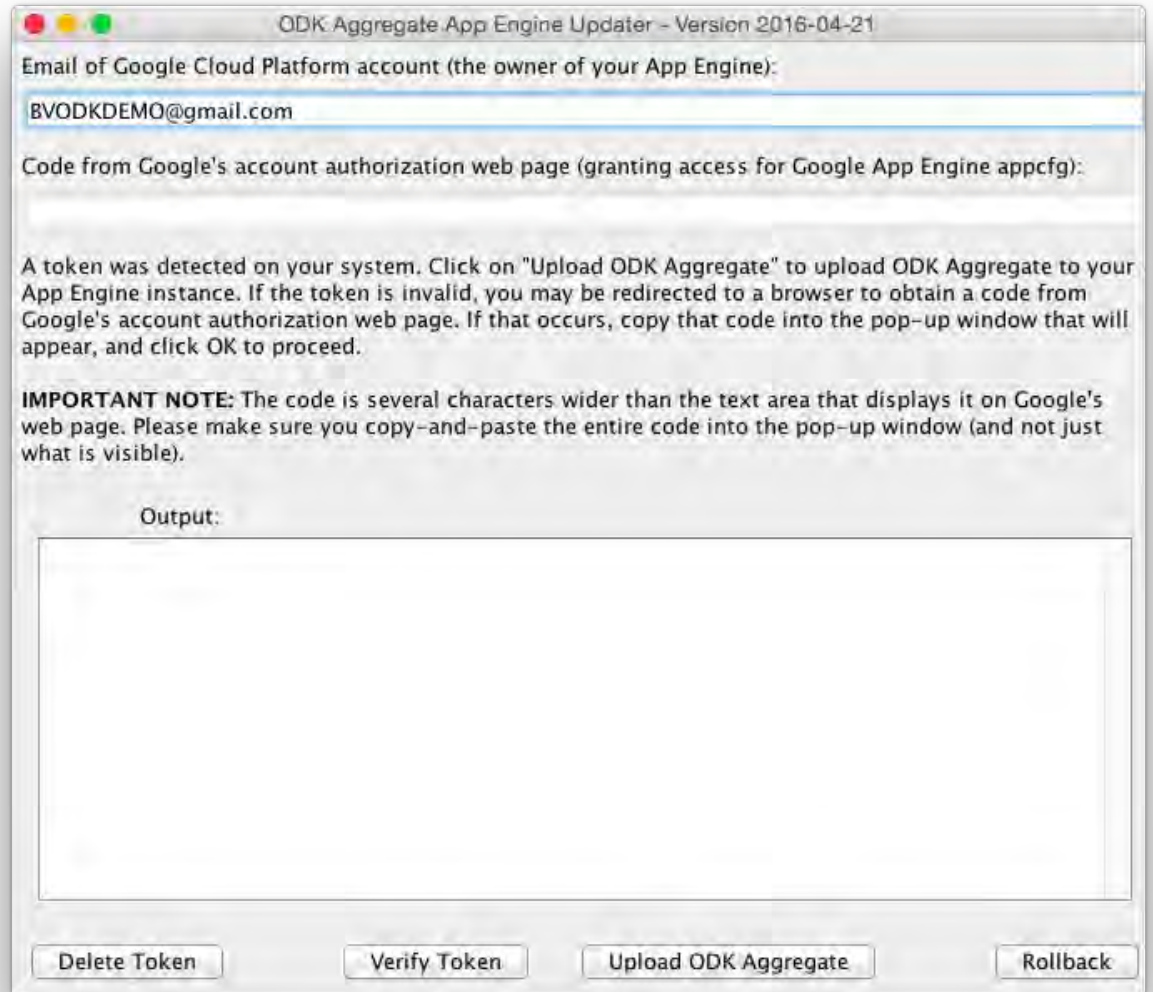 ODK Aggregate App Engine Updater - Version 2016-04-21
Email of Google Cloud Platform account (the owner of your App Engine):
BVODKDEMO@gmail.com
Code from Google's account authorization web page (granting access for Google App Engine appcfg):
A token was detected on your system. Click on "Upload ODK Aggregate" to upload ODK Aggregate to your
App Engine instance. If the token is invalid, you may be redirected to a browser to obtain a code from
Google's account authorization web page. If that occurs, copy that code into the pop-up window that will
appear, and click OK to proceed.
IMPORTANT NOTE: The code is several characters wider than the text area that displays it on Google's
web page. Please make sure you copy-and-paste the entire code into the pop-up window (and not just
what is visible).
Output:
Delete Token Verify Token Upload ODK Aggregate Rollback